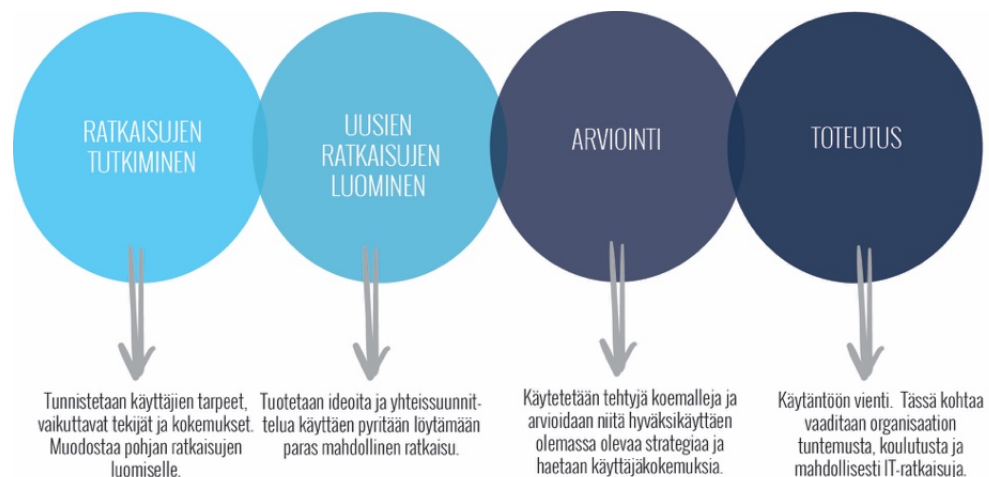 RATKAISUJEN
TUTKIMINEN
UUSIEN
RATKAISUJEN
LUOMINEN
ARVIOINTI
TOTEUTUS
Tunnistetaan käyttäjien tarpeet,
vaikuttavat tekijät ja kokemukset.
Muodostaa pohjan ratkaisujen
luomiselle.
Tuotetaan ideoita ja yhteissuunnit-
telua käyttäen pyritään löytämään
paras mahdollinen ratkaisu.
Käytetetään tehtyjä koemalleja ja
arvioidaan niitä hyväksikäyttäen
olemassa olevaa strategiaa ja
haetaan käyttäjäkokemuksia.
Käytäntöön vienti. Tässä kohtaa
vaaditaan organisaation
tuntemusta, koulutusta ja
mahdollisesti IT-ratkaisuja.